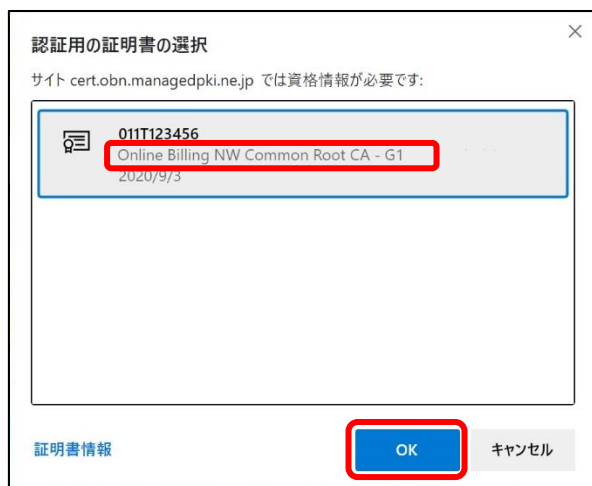 認証用の証明書の選択
サイト cert.obn.managedpki.ne.jp では資格情報が必要です:
011T123456
Online Billing NW Common Root CA - G1
2020/9/3
証明書情報
OK
キャンセル